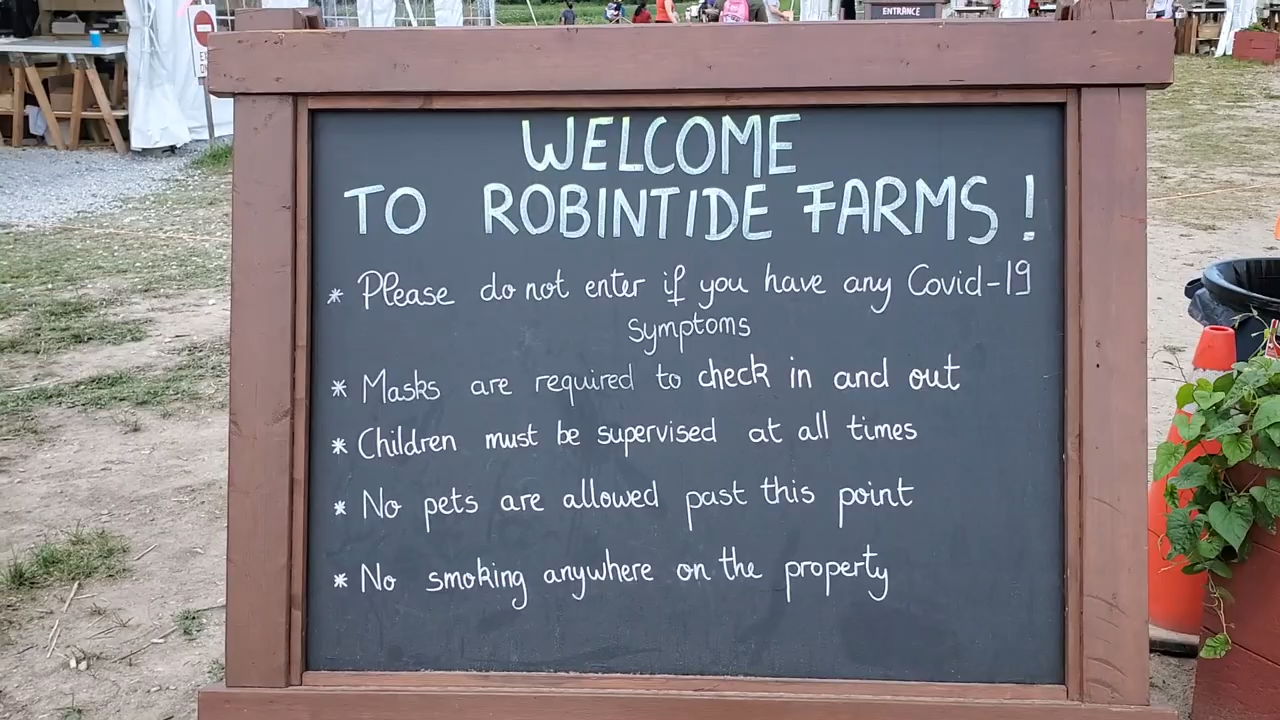 ENTRANCE
WELCOME
TO ROBINTIDE FARMS!
* Please do not enter if you have any Covid-19
symptoms
* Masks are required to check in and out
* Children must be supervised at all times
* No pets are allowed past this point
* No smoking anywhere on the property